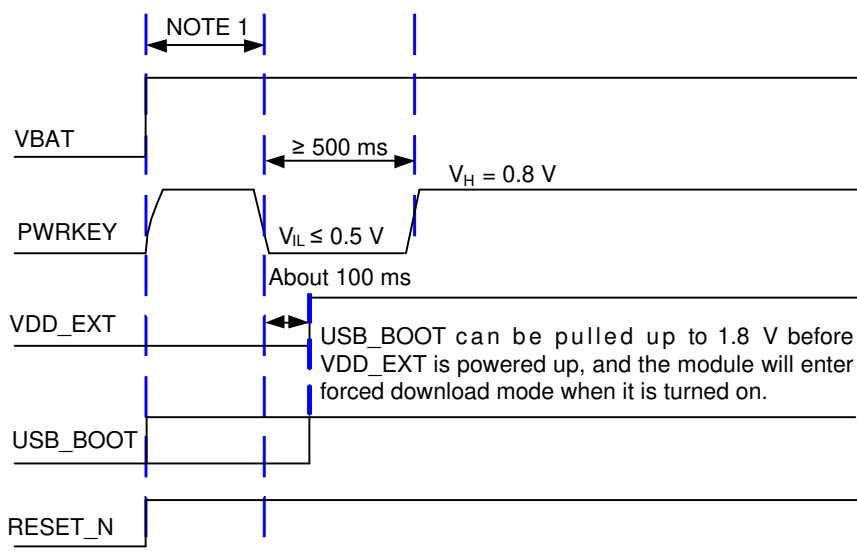 NOTE 1
VBAT
≥ 500 ms
V_H = 0.8 V
PWRKEY
V_IL ≤ 0.5 V
About 100 ms
VDD_EXT
USB_BOOT can be pulled up to 1.8 V before
VDD_EXT is powered up, and the module will enter
forced download mode when it is turned on.
USB_BOOT
RESET_N